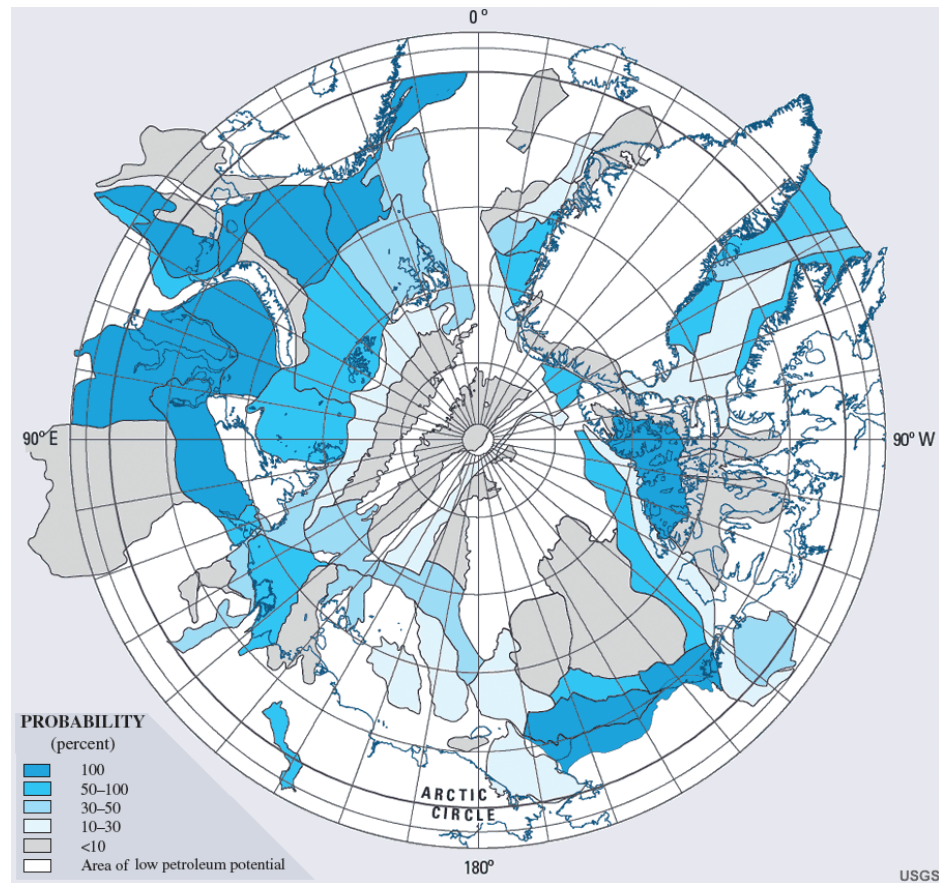 0°
90° E
90° W
ARCTIC
CIRCLE
180°
PROBABILITY
(percent)
100
50–100
30–50
10–30
<10
Area of low petroleum potential
USGS